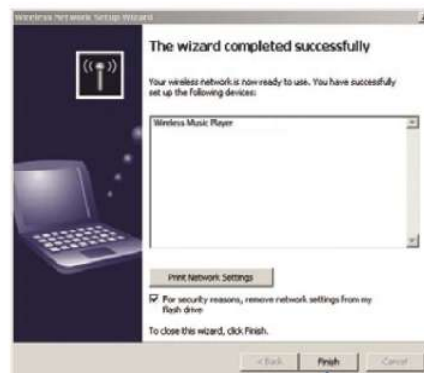 Wireless Network Setup Wizard
The wizard completed successfully
Your wireless network is now ready to use. You have successfully
set up the following devices:
Wireless Music Player
Print Network Settings
For security reasons, remove network settings from my
flash drive
To close this wizard, click Finish.
< Back
Finish
Cancel